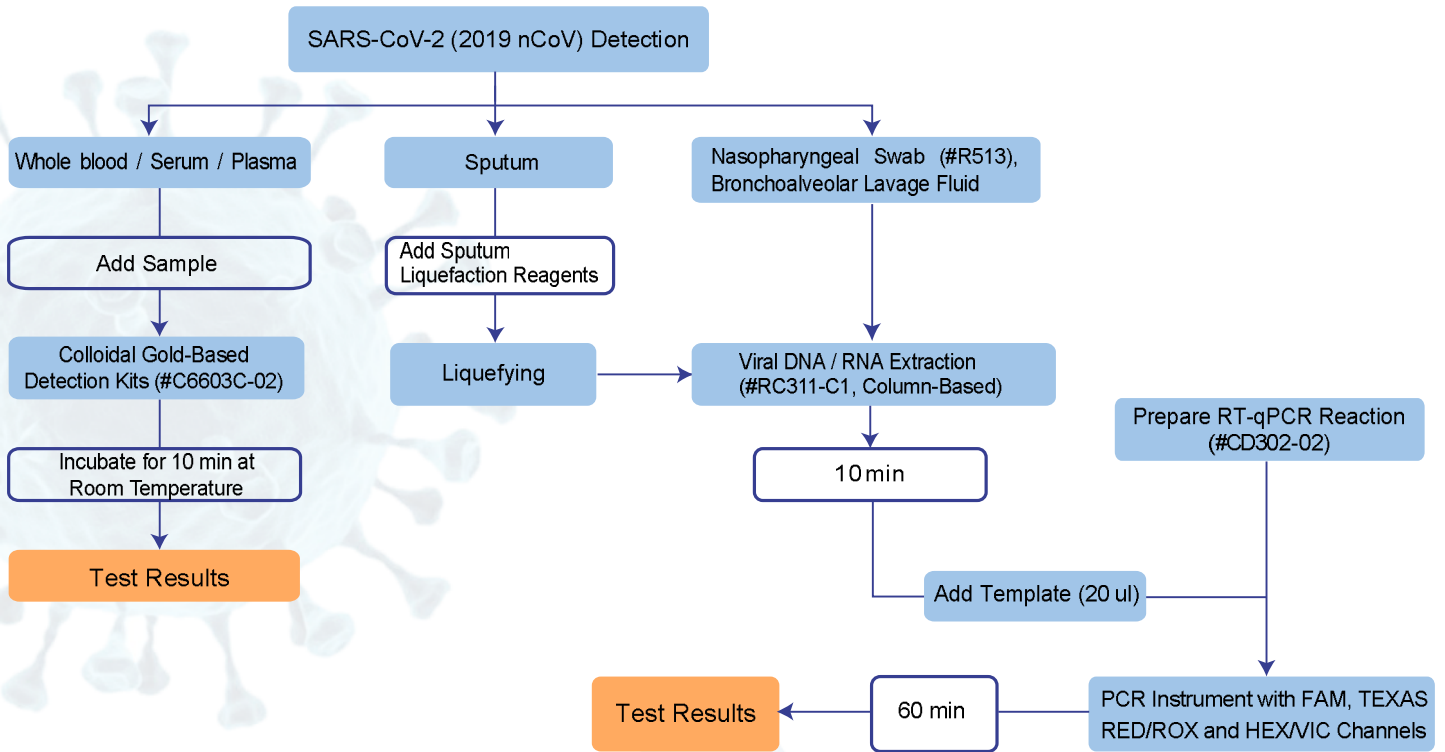 SARS-CoV-2 (2019 nCoV) Detection
Whole blood / Serum / Plasma
Sputum
Nasopharyngeal Swab (#R513),
Bronchoalveolar Lavage Fluid
Add Sample
Add Sputum
Liquefaction Reagents
Colloidal Gold-Based
Detection Kits (#C6603C-02)
Liquefying
Viral DNA / RNA Extraction
(#RC311-C1, Column-Based)
Prepare RT-qPCR Reaction
(#CD302-02)
Incubate for 10 min at
Room Temperature
10 min
Test Results
Add Template (20 ul)
Test Results
60 min
PCR Instrument with FAM, TEXAS
RED/ROX and HEX/VIC Channels